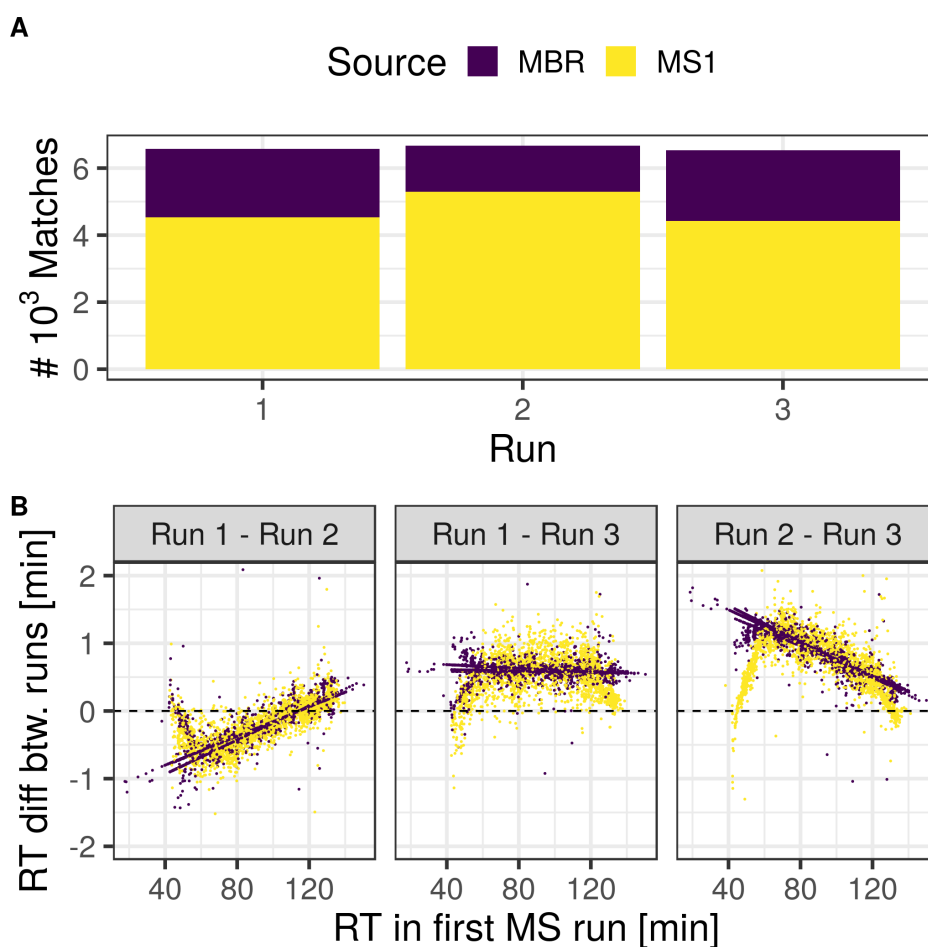 A
Source MBR MS1
# 10³ Matches
6
4
2
0
1 2 3
Run
B
Run 1 - Run 2 Run 1 - Run 3 Run 2 - Run 3
RT diff btw. runs [min]
2
1
0
-1
-2
40 80 120 40 80 120 40 80 120
RT in first MS run [min]